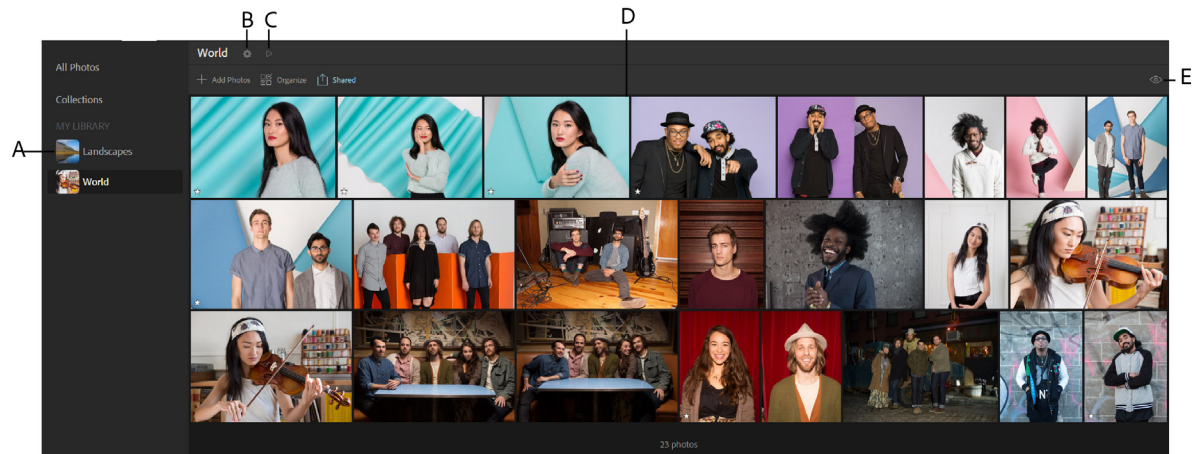 B C D
World
E
All Photos
Add Photos Organize Shared
Collections
MY LIBRARY
A
Landscapes
World
23 photos